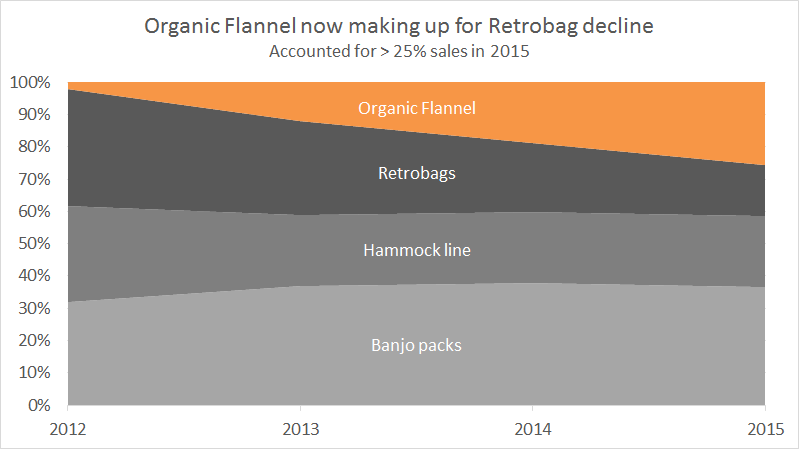 Organic Flannel now making up for Retrobag decline
Accounted for > 25% sales in 2015
100%
90%
80%
70%
60%
50%
40%
30%
20%
10%
0%
Organic Flannel
Retrobags
Hammock line
Banjo packs
2012 2013 2014 2015